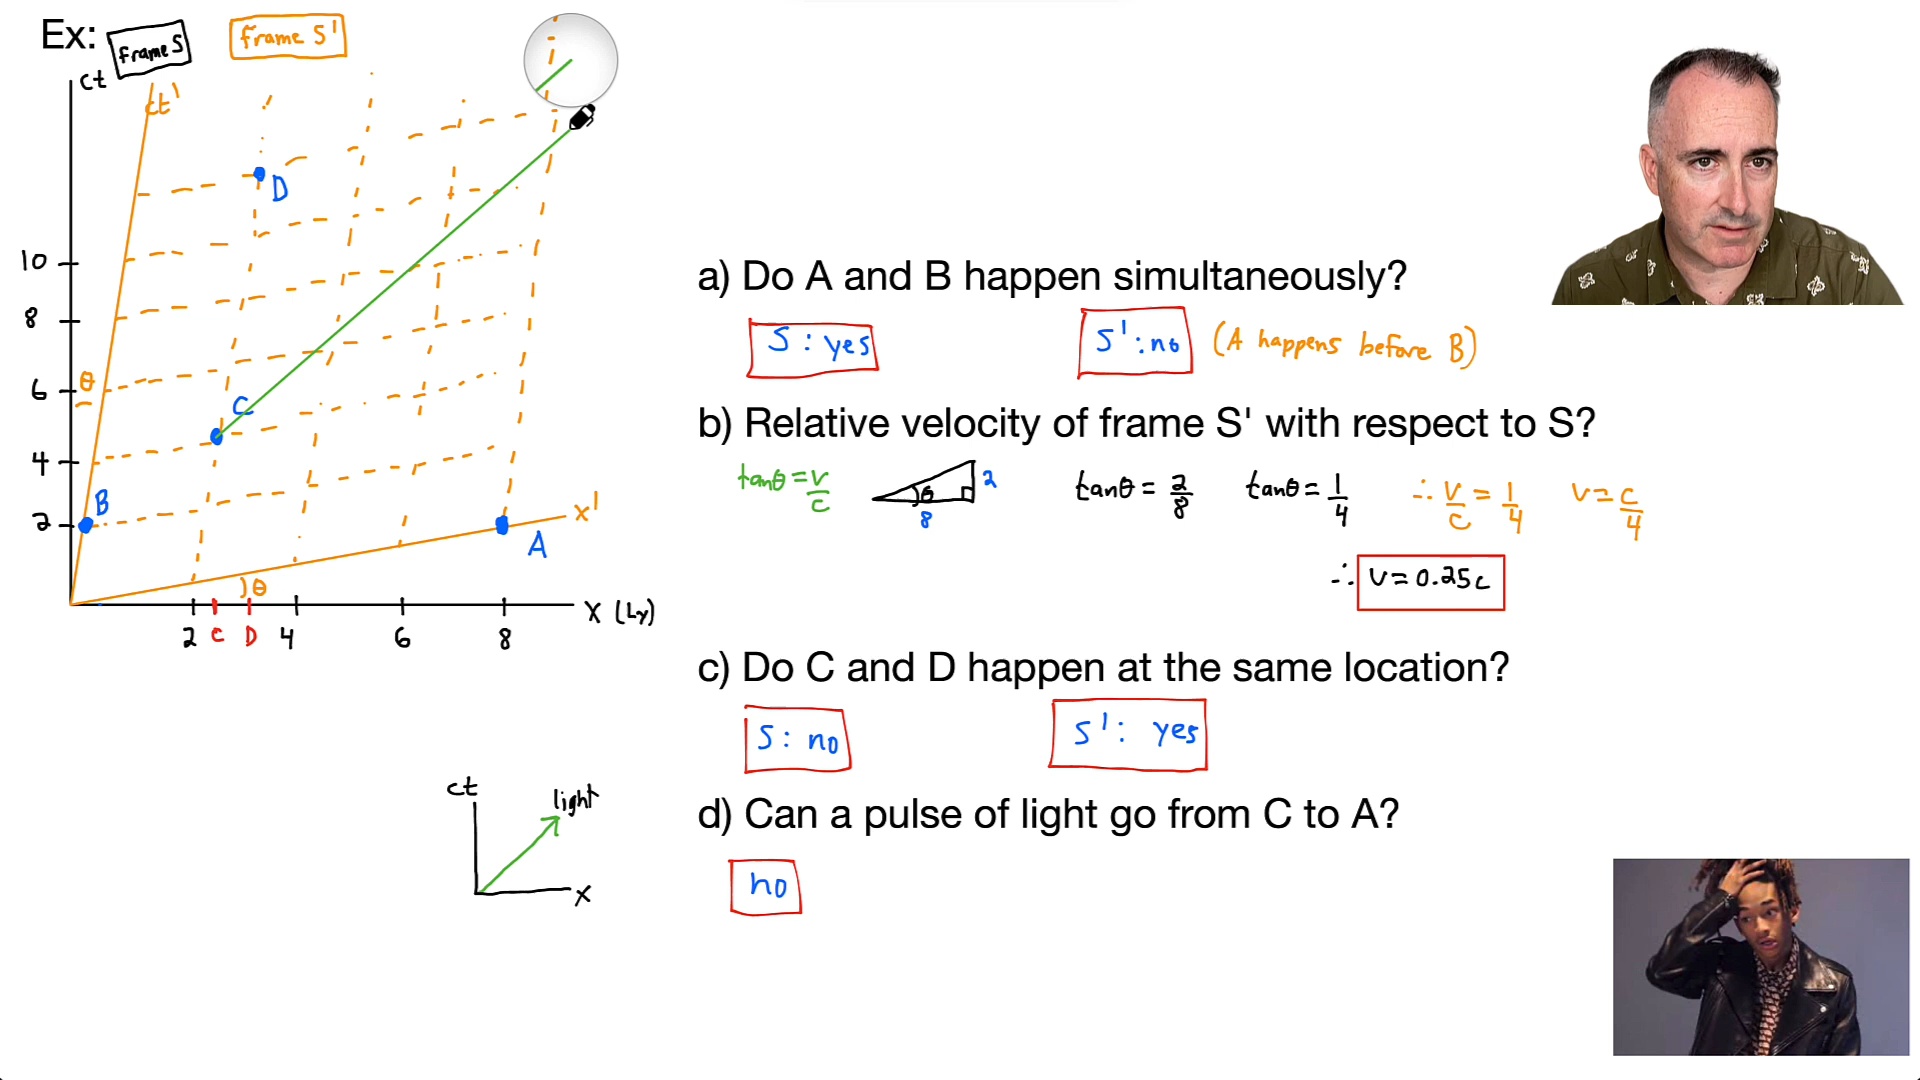 Ex: frame S frame S'
ct
ct'
D
10
8
θ
6
C
4
B
2
x'
A
θ
x (Ly)
2 C D 4 6 8
a) Do A and B happen simultaneously?
S : yes S' : no (A happens before B)
b) Relative velocity of frame S' with respect to S?
tanθ = v/c θ 2 8 tanθ = 2/8 tanθ = 1/4 ∴ v/c = 1/4 v = c/4
∴ v = 0.25c
c) Do C and D happen at the same location?
S : no S' : yes
d) Can a pulse of light go from C to A?
no
ct
light
x